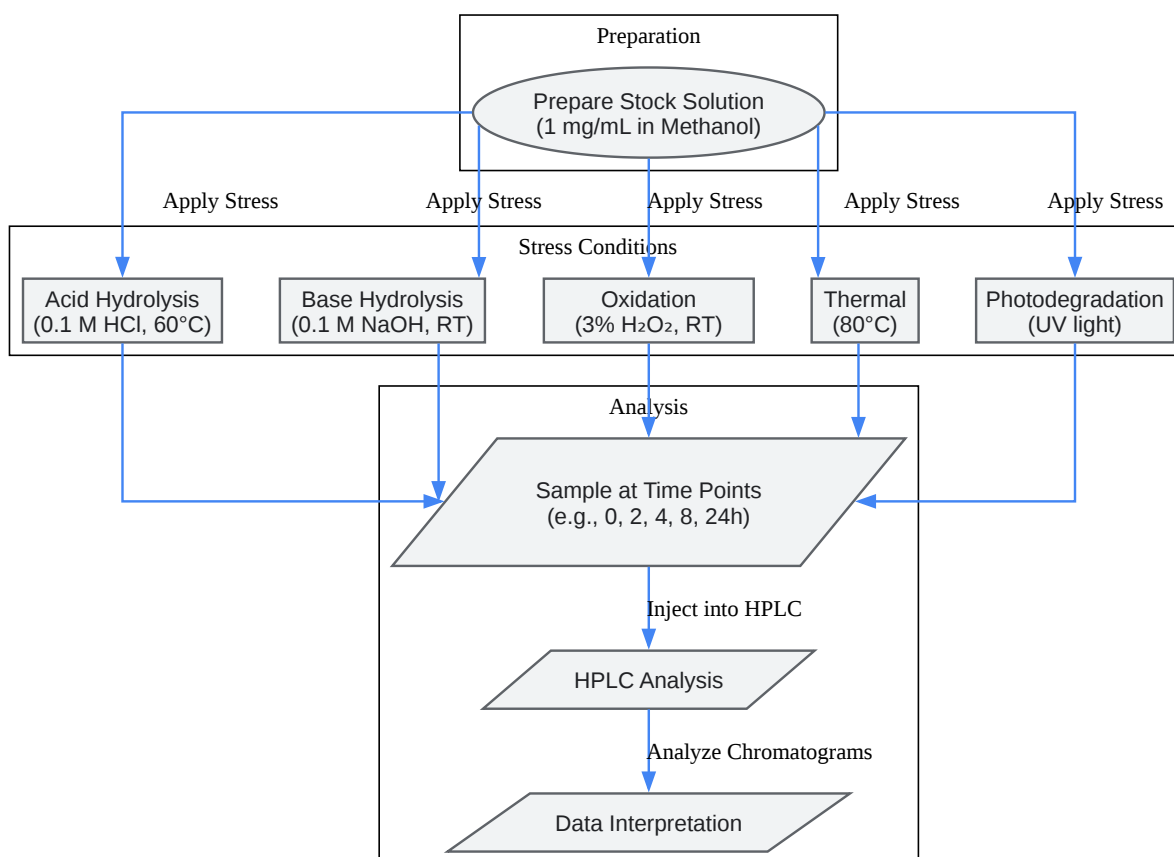 Preparation
Prepare Stock Solution
(1 mg/mL in Methanol)
Apply Stress
Apply Stress
Apply Stress
Apply Stress
Apply Stress
Stress Conditions
Acid Hydrolysis
(0.1 M HCl, 60°C)
Base Hydrolysis
(0.1 M NaOH, RT)
Oxidation
(3% H₂O₂, RT)
Thermal
(80°C)
Photodegradation
(UV light)
Analysis
Sample at Time Points
(e.g., 0, 2, 4, 8, 24h)
Inject into HPLC
HPLC Analysis
Analyze Chromatograms
Data Interpretation